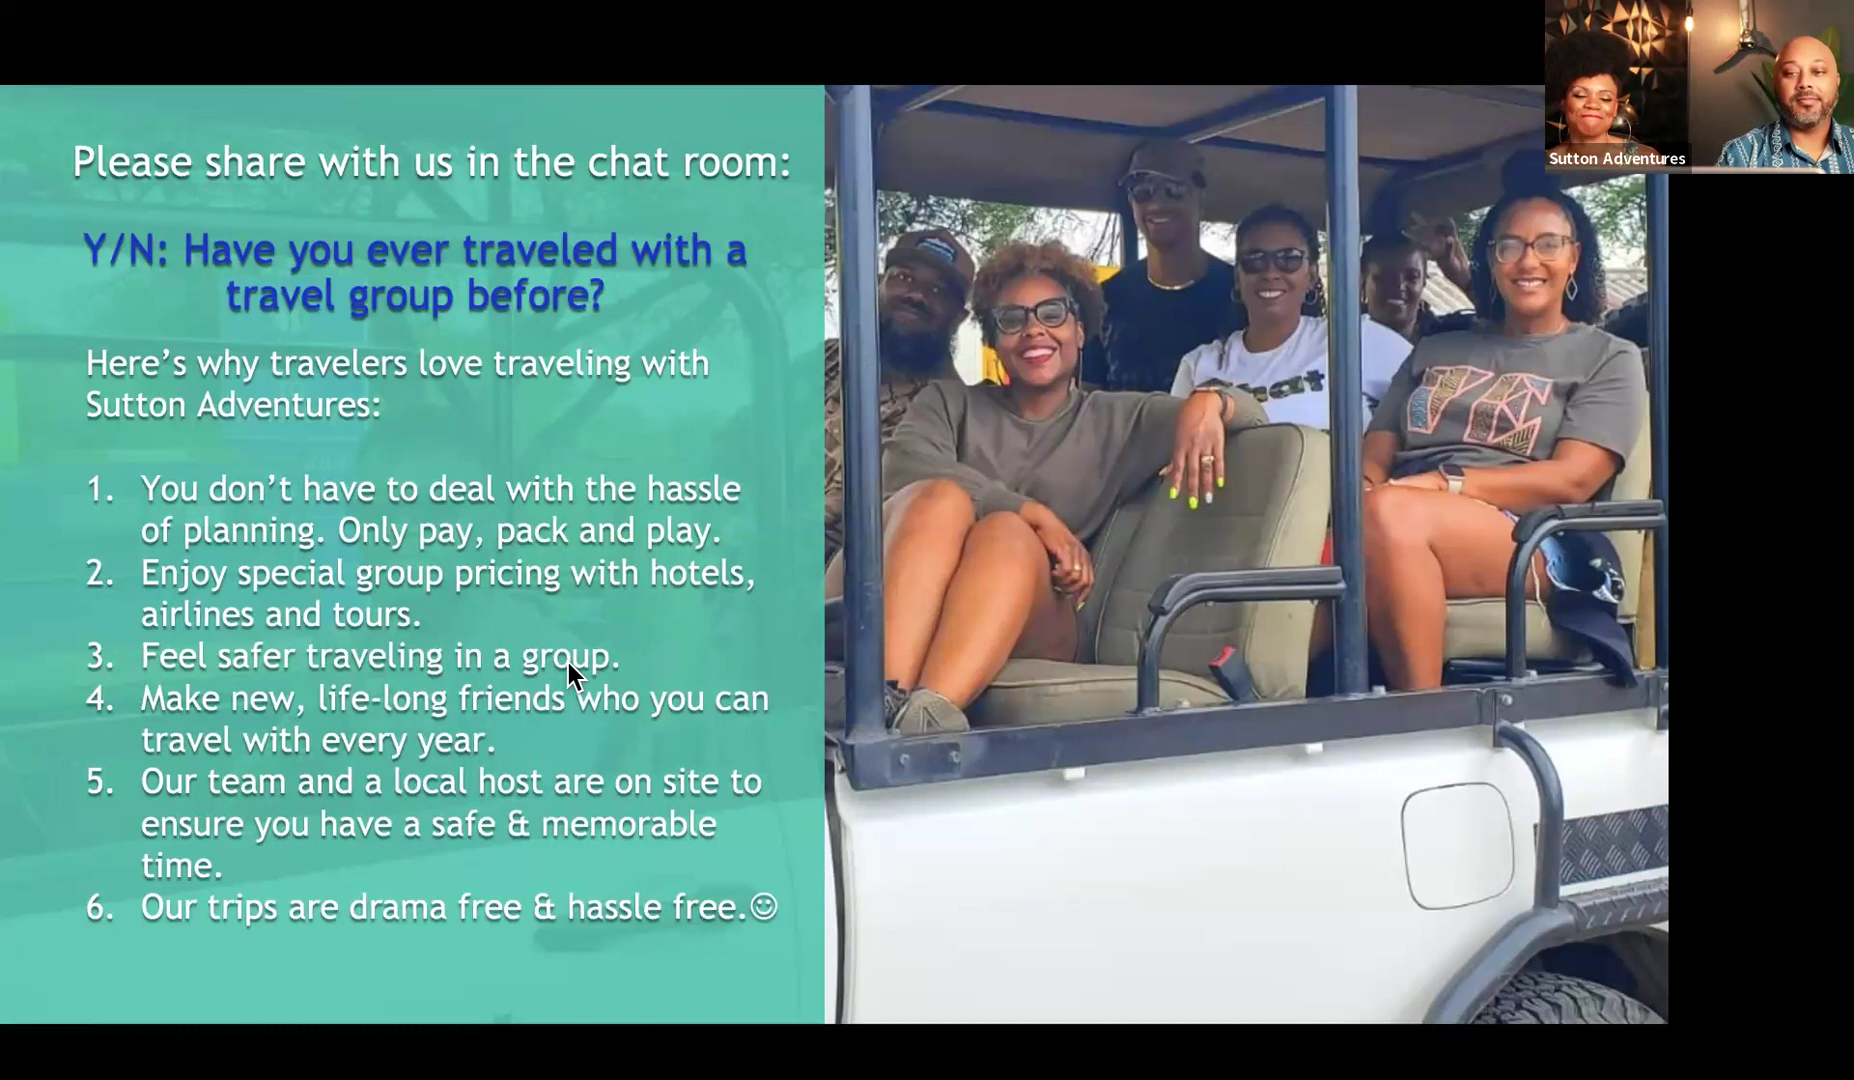 Sutton Adventures
Please share with us in the chat room:
Y/N: Have you ever traveled with a
travel group before?
Here’s why travelers love traveling with
Sutton Adventures:
1. You don’t have to deal with the hassle
of planning. Only pay, pack and play.
2. Enjoy special group pricing with hotels,
airlines and tours.
3. Feel safer traveling in a group.
4. Make new, life-long friends who you can
travel with every year.
5. Our team and a local host are on site to
ensure you have a safe & memorable
time.
6. Our trips are drama free & hassle free.☺